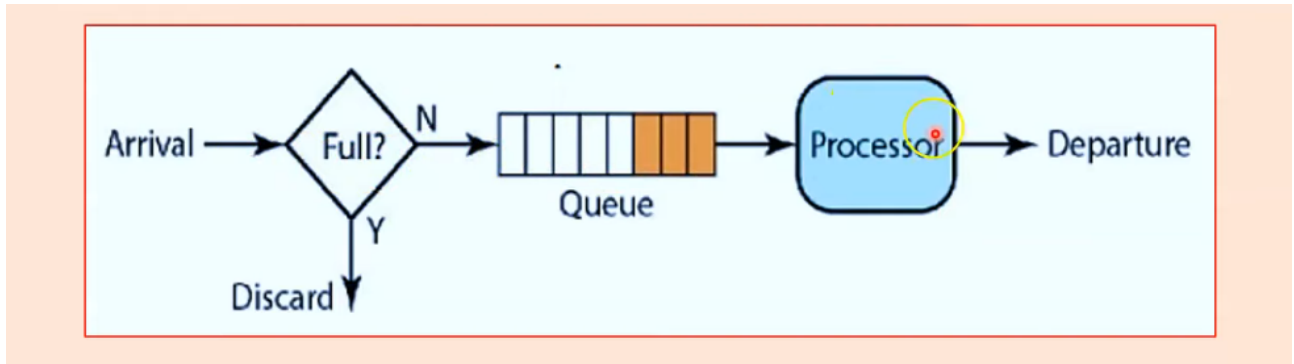 Arrival
Full?
N
Y
Discard
Queue
Processor
Departure